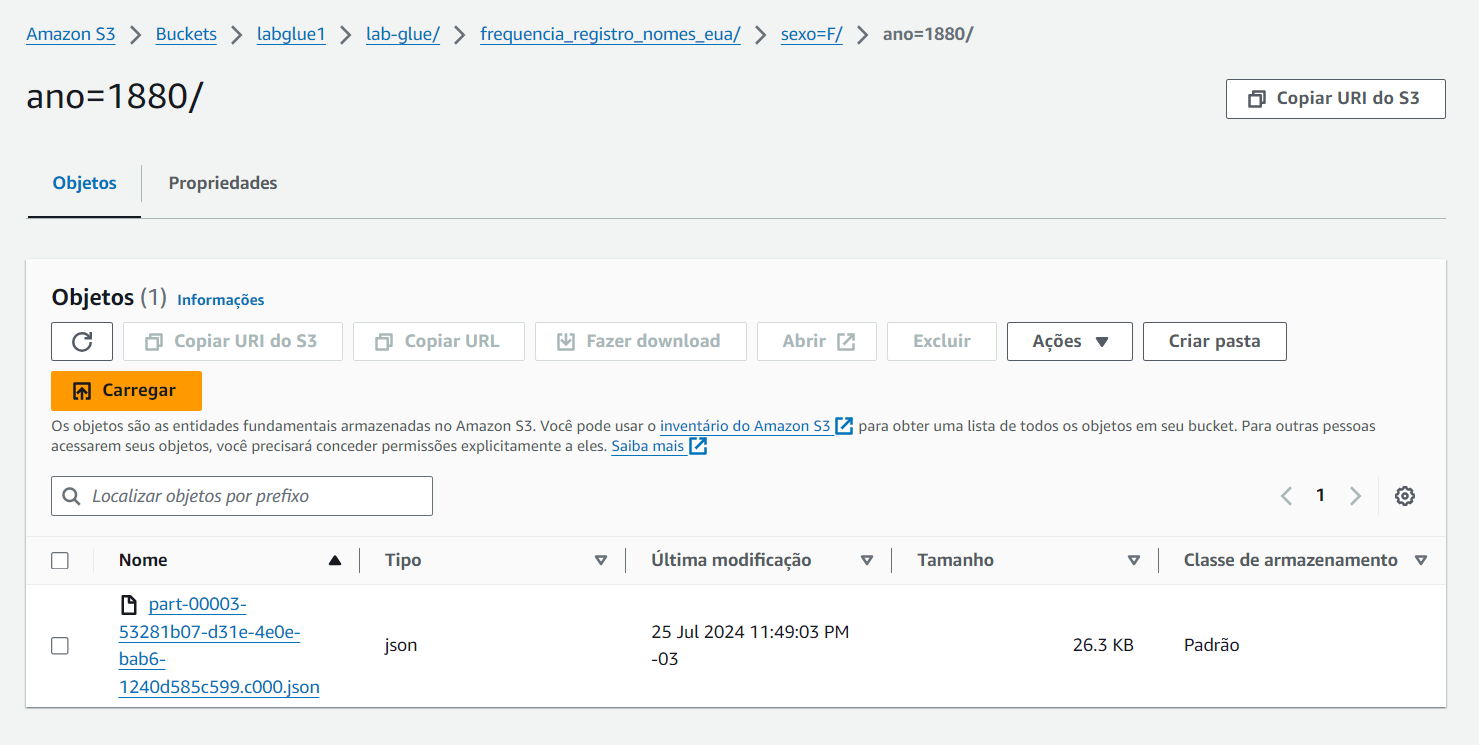 Amazon S3 > Buckets > labglue1 > lab-glue/ > frequencia_registro_nomes_eua/ > sexo=F/ > ano=1880/
ano=1880/
Copiar URI do S3
Objetos Propriedades
Objetos (1) Informações
Copiar URI do S3 Copiar URL Fazer download Abrir Excluir Ações Criar pasta
Carregar
Os objetos são as entidades fundamentais armazenadas no Amazon S3. Você pode usar o inventário do Amazon S3 para obter uma lista de todos os objetos em seu bucket. Para outras pessoas
acessarem seus objetos, você precisará conceder permissões explicitamente a eles. Saiba mais
Localizar objetos por prefixo
1
Nome Tipo Última modificação Tamanho Classe de armazenamento
part-00003-
53281b07-d31e-4e0e-
bab6-
1240d585c599.c000.json
json
25 Jul 2024 11:49:03 PM
-03
26.3 KB
Padrão